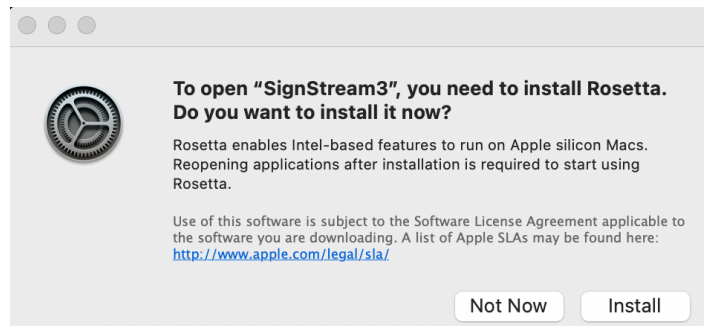 To open “SignStream3”, you need to install Rosetta.
Do you want to install it now?
Rosetta enables Intel-based features to run on Apple silicon Macs.
Reopening applications after installation is required to start using
Rosetta.
Use of this software is subject to the Software License Agreement applicable to
the software you are downloading. A list of Apple SLAs may be found here:
http://www.apple.com/legal/sla/
Not Now
Install